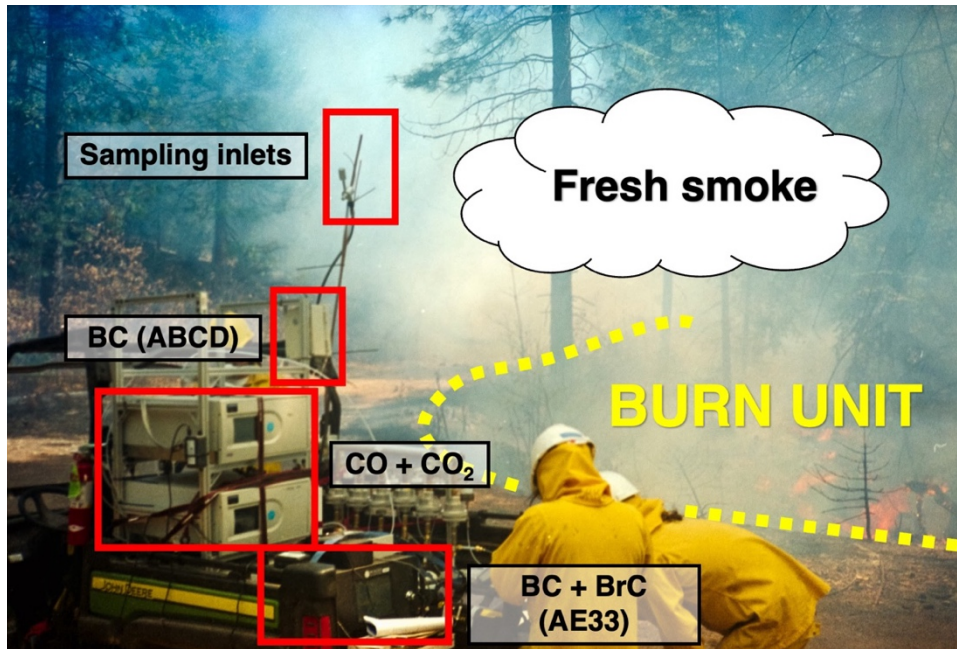 Sampling inlets
Fresh smoke
BC (ABCD)
BURN UNIT
CO + CO₂
BC + BrC
(AE33)
JOHN DEERE